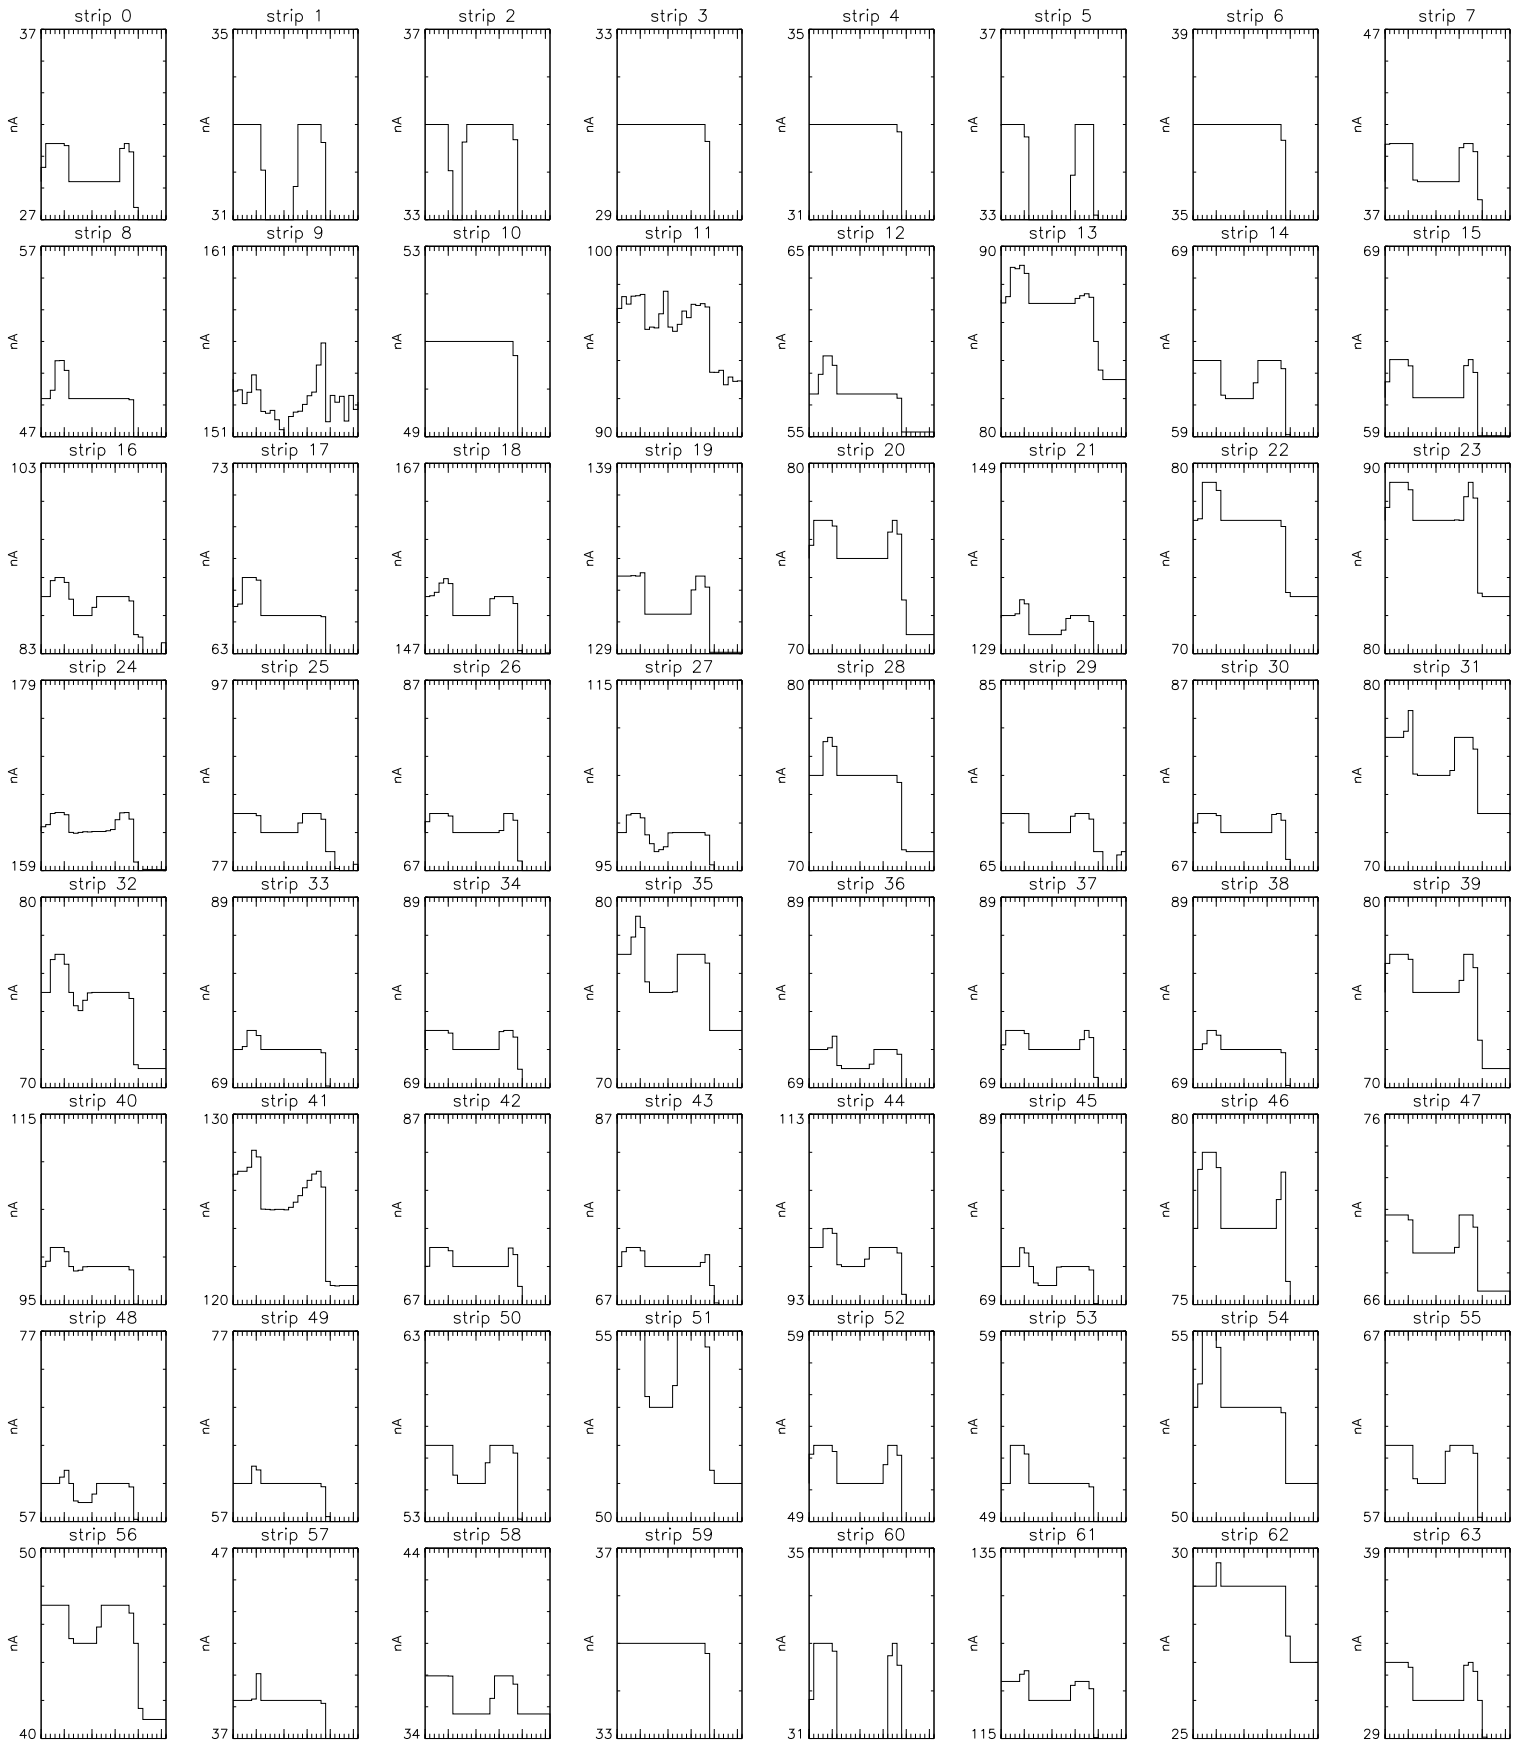 strip 0 strip 1 strip 2 strip 3 strip 4 strip 5 strip 6 strip 7
37 35 37 33 35 37 39 47
nA nA nA nA nA nA nA nA
27 31 33 29 31 33 35 37
strip 8 strip 9 strip 10 strip 11 strip 12 strip 13 strip 14 strip 15
57 161 53 100 65 90 69 69
nA nA nA nA nA nA nA nA
47 151 49 90 55 80 59 59
strip 16 strip 17 strip 18 strip 19 strip 20 strip 21 strip 22 strip 23
103 73 167 139 80 149 80 90
nA nA nA nA nA nA nA nA
83 63 147 129 70 129 70 80
strip 24 strip 25 strip 26 strip 27 strip 28 strip 29 strip 30 strip 31
179 97 87 115 80 85 87 80
nA nA nA nA nA nA nA nA
159 77 67 95 70 65 67 70
strip 32 strip 33 strip 34 strip 35 strip 36 strip 37 strip 38 strip 39
80 89 89 80 89 89 89 80
nA nA nA nA nA nA nA nA
70 69 69 70 69 69 69 70
strip 40 strip 41 strip 42 strip 43 strip 44 strip 45 strip 46 strip 47
115 130 87 87 113 89 80 76
nA nA nA nA nA nA nA nA
95 120 67 67 93 69 75 66
strip 48 strip 49 strip 50 strip 51 strip 52 strip 53 strip 54 strip 55
77 77 63 55 59 59 55 67
nA nA nA nA nA nA nA nA
57 57 53 50 49 49 50 57
strip 56 strip 57 strip 58 strip 59 strip 60 strip 61 strip 62 strip 63
50 47 44 37 35 135 30 39
nA nA nA nA nA nA nA nA
40 37 34 33 31 115 25 29